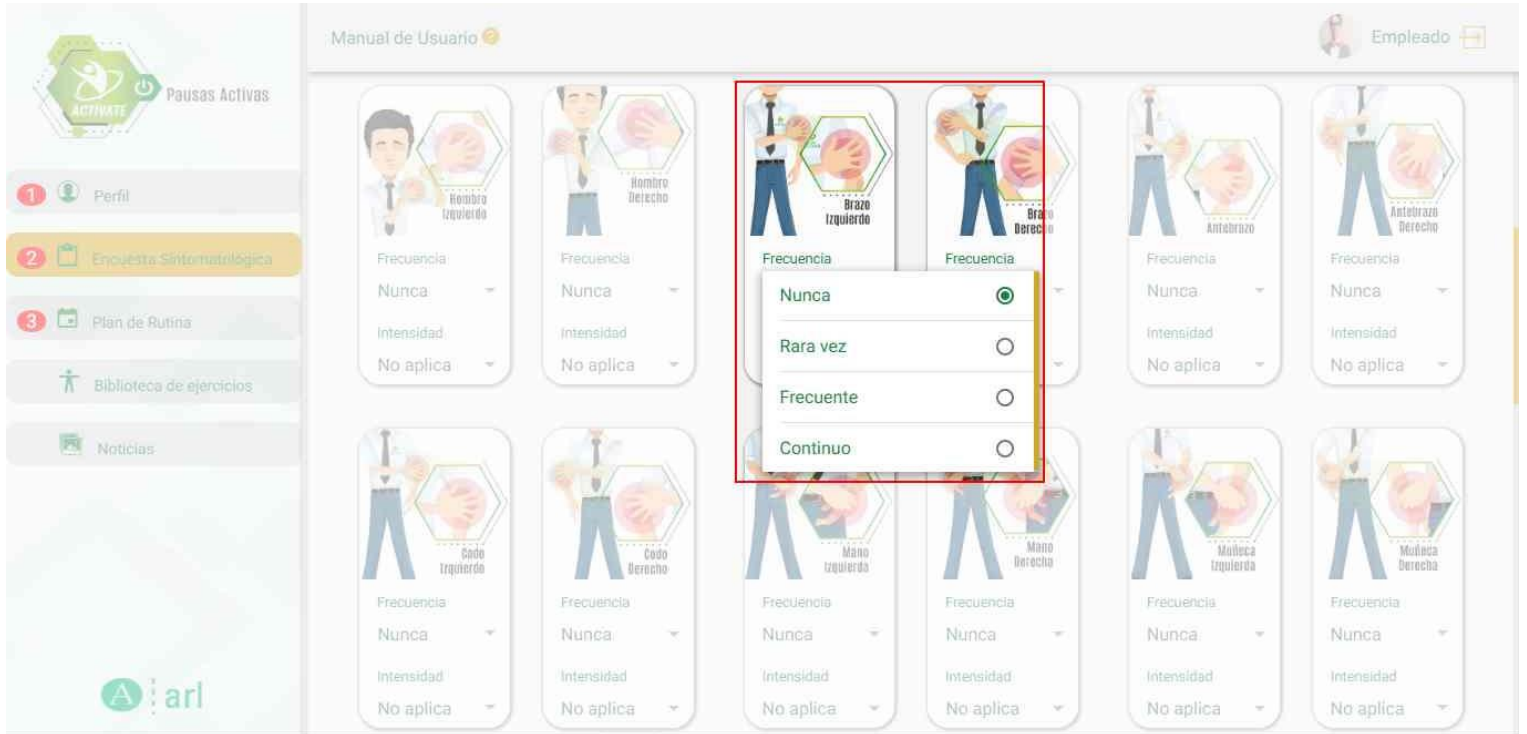 Manual de Usuario ?
Empleado
ACTIVATE
Pausas Activas
1 Perfil
2 Encuesta Sintomatológica
3 Plan de Rutina
Biblioteca de ejercicios
Noticias
A arl
Hombro
Izquierdo
Hombro
Derecho
Brazo
Izquierdo
Brazo
Derecho
Antebrazo
Antebrazo
Derecho
Frecuencia
Frecuencia
Frecuencia
Frecuencia
Frecuencia
Frecuencia
Nunca
Nunca
Nunca
Nunca
Intensidad
Intensidad
Intensidad
Intensidad
No aplica
No aplica
No aplica
No aplica
Nunca
Rara vez
Frecuente
Continuo
Codo
Izquierdo
Codo
Derecho
Mano
Izquierda
Mano
Derecha
Muñeca
Izquierda
Muñeca
Derecha
Frecuencia
Frecuencia
Frecuencia
Frecuencia
Frecuencia
Frecuencia
Nunca
Nunca
Nunca
Nunca
Nunca
Nunca
Intensidad
Intensidad
Intensidad
Intensidad
Intensidad
Intensidad
No aplica
No aplica
No aplica
No aplica
No aplica
No aplica